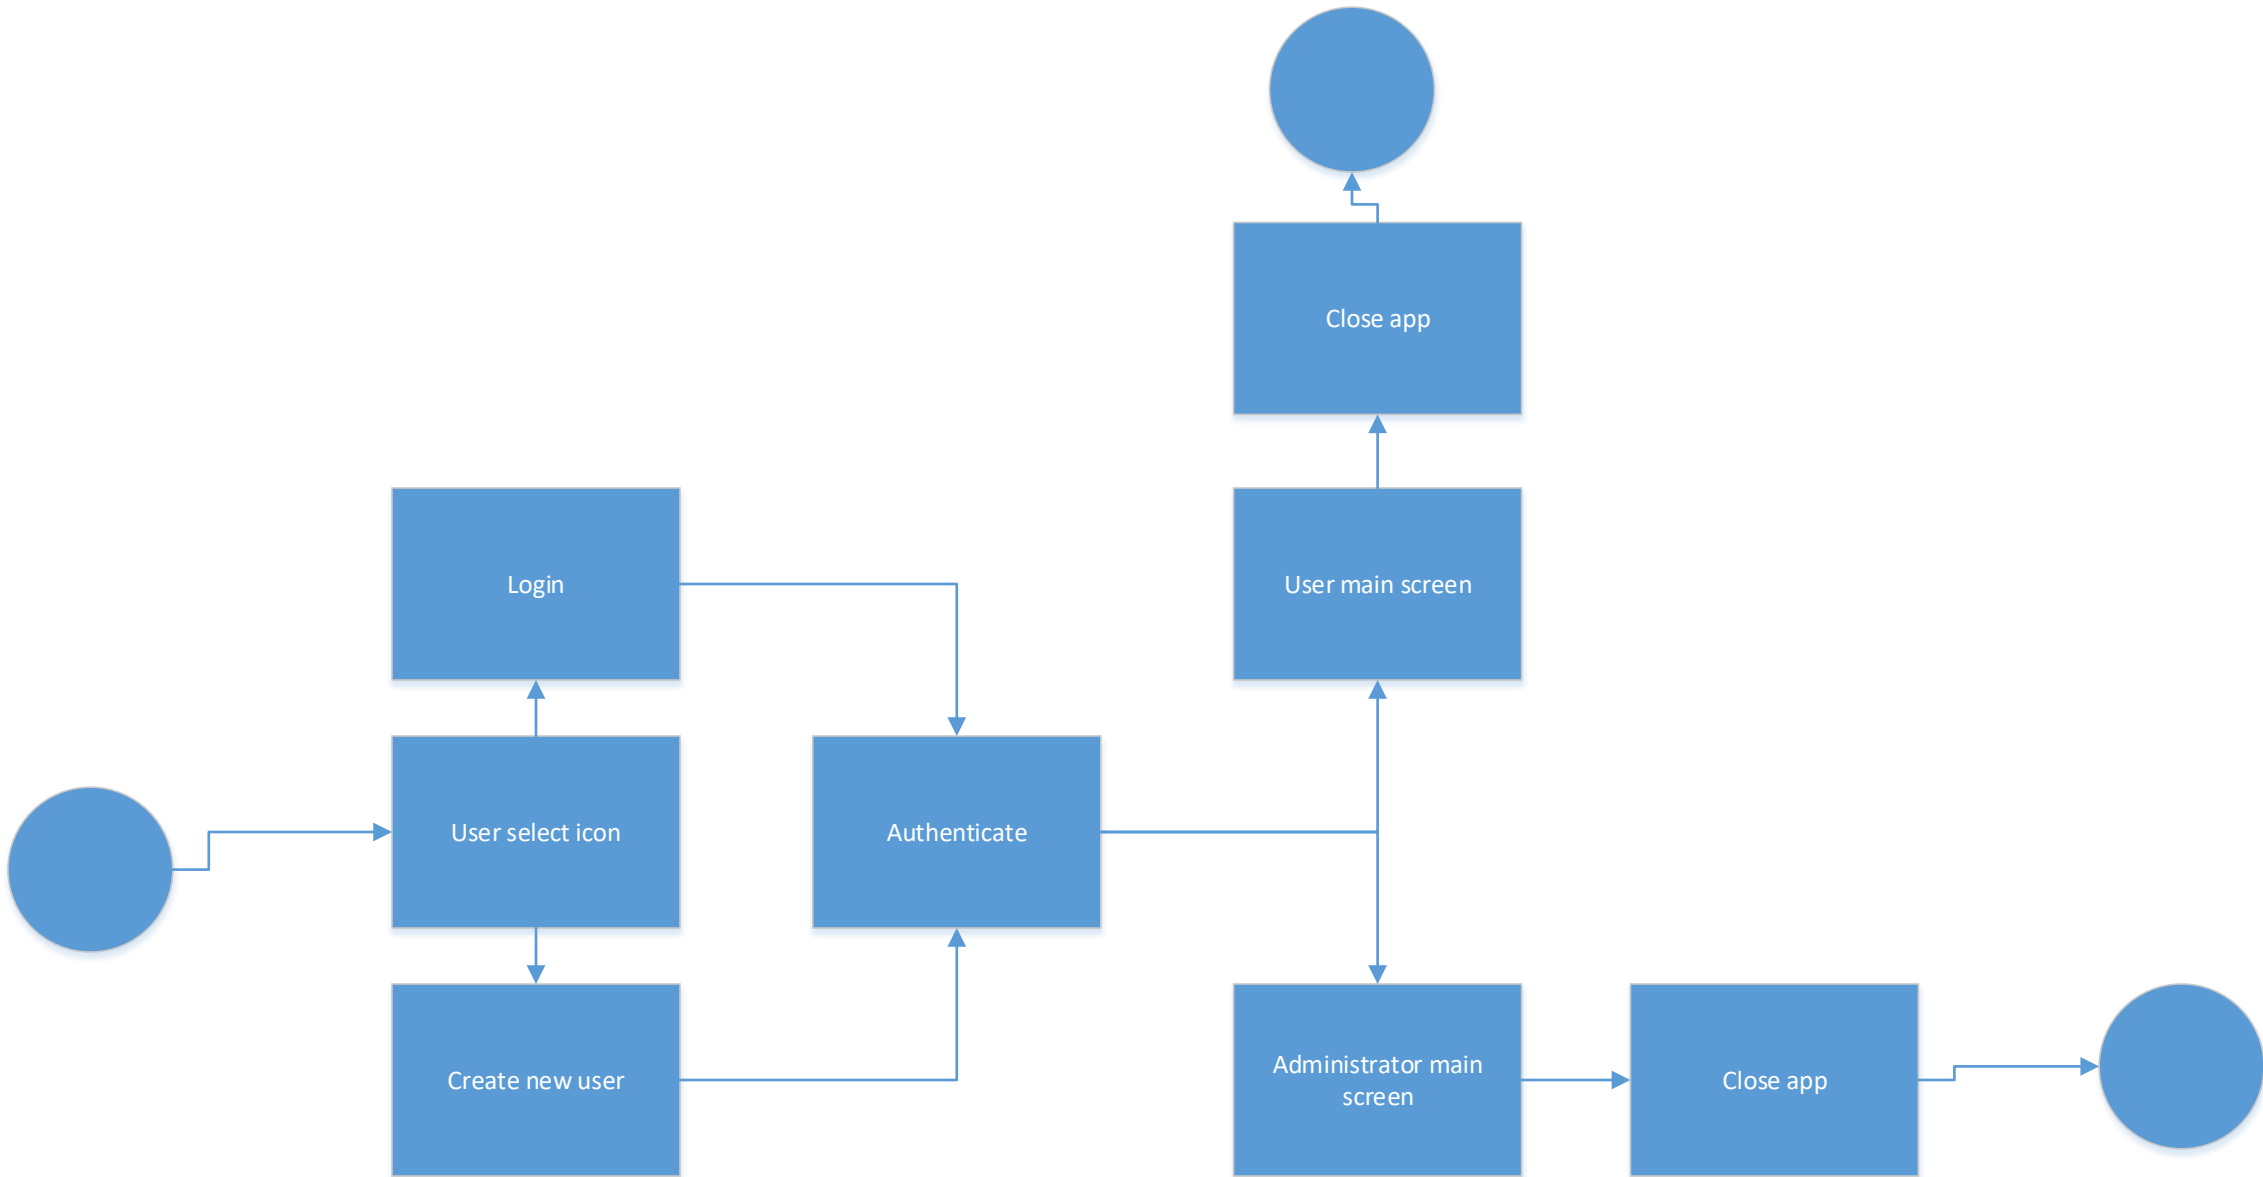 Close app
Login
User main screen
User select icon
Authenticate
Create new user
Administrator main
screen
Close app